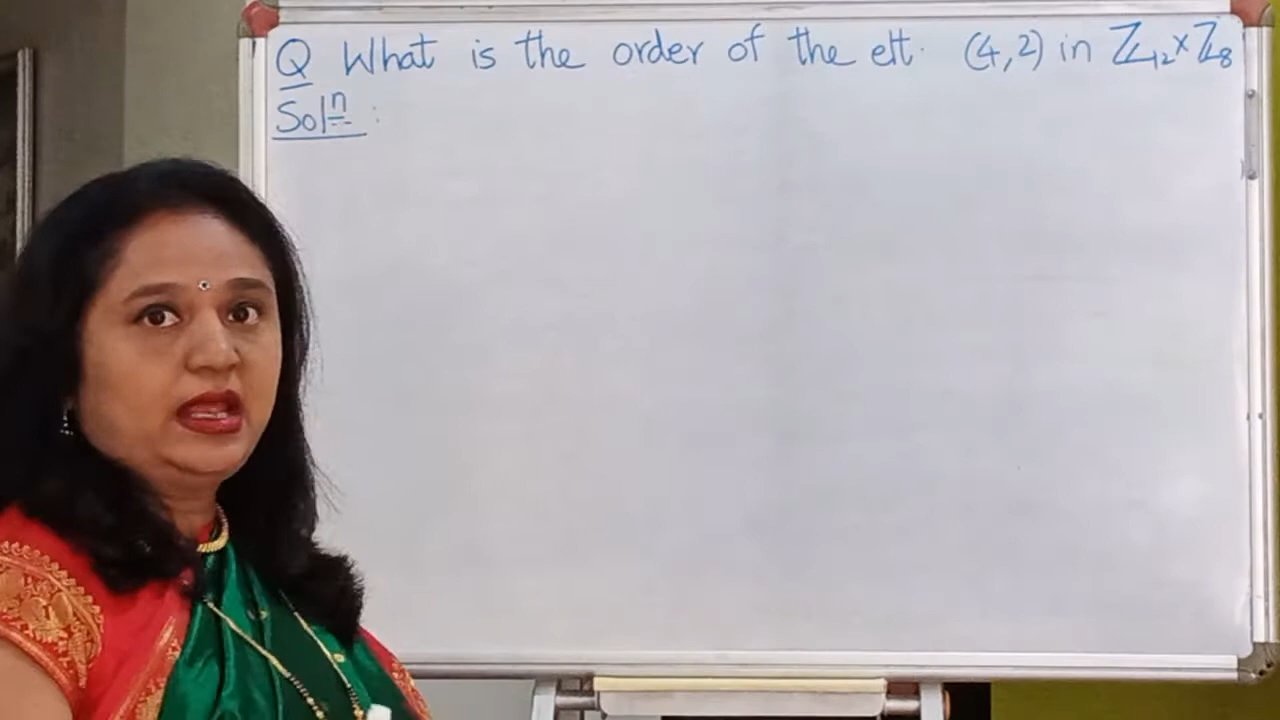 Q What is the order of the elt. (4,2) in ℤ₁₂×ℤ₈
Solⁿ :